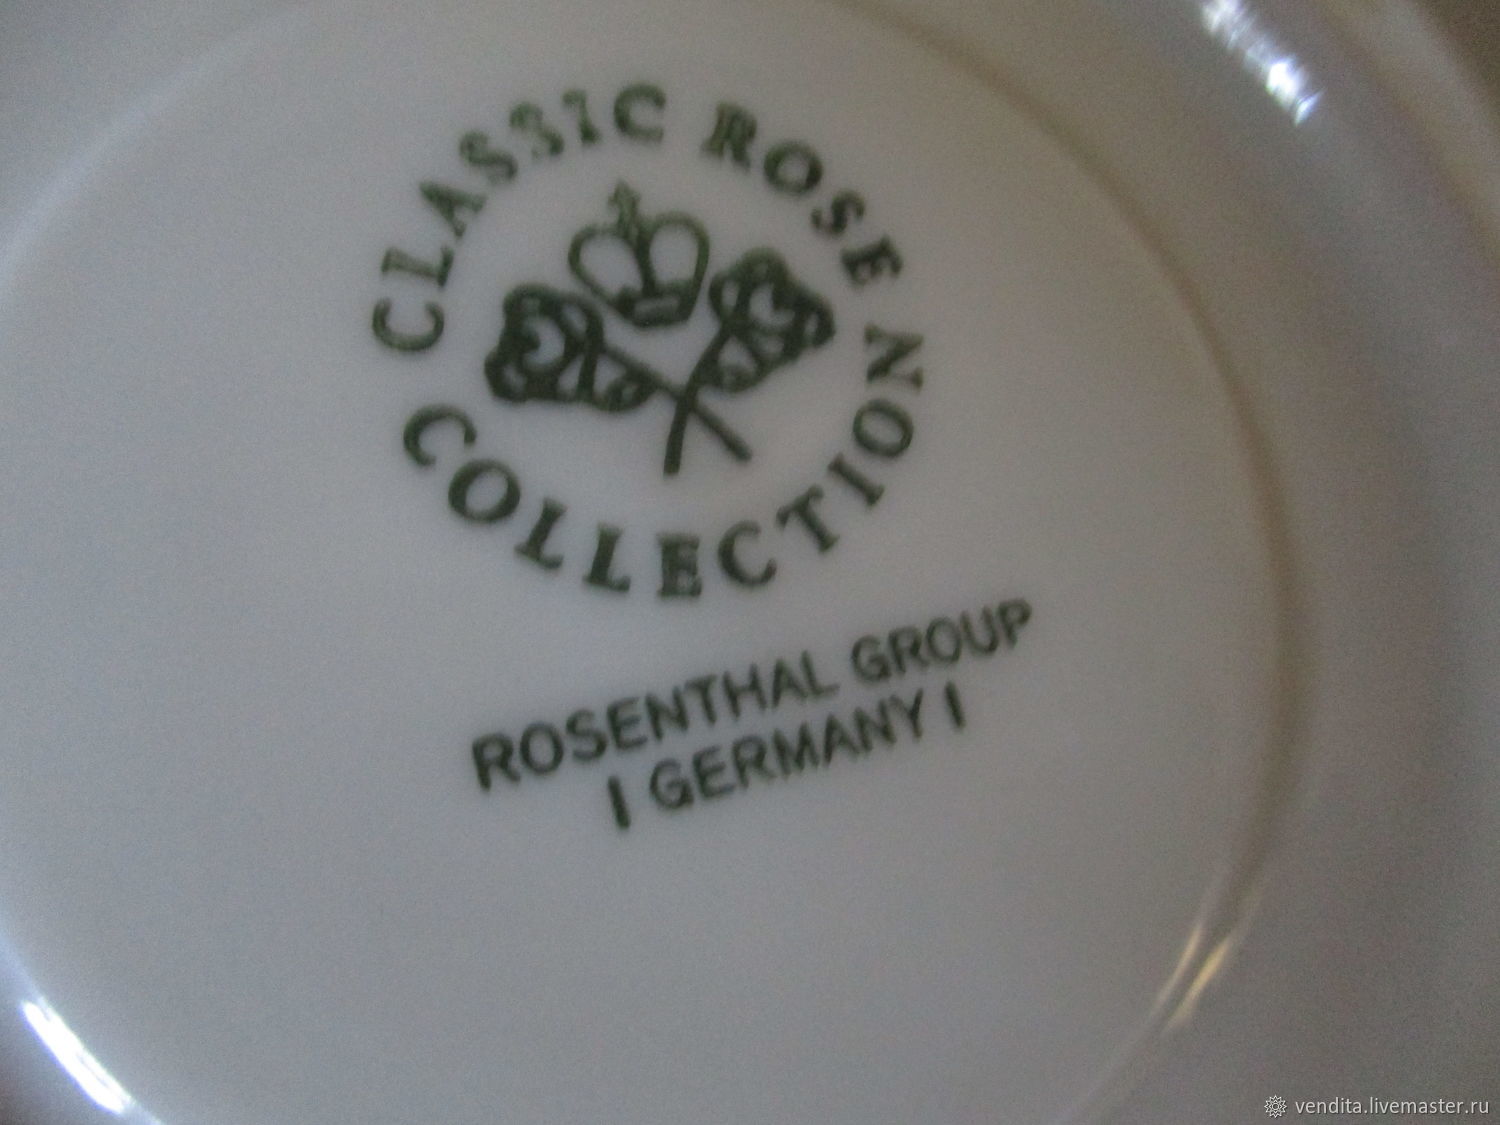 CLASSIC ROSE
COLLECTION
ROSENTHAL GROUP
I GERMANY I
vendita.livemaster.ru